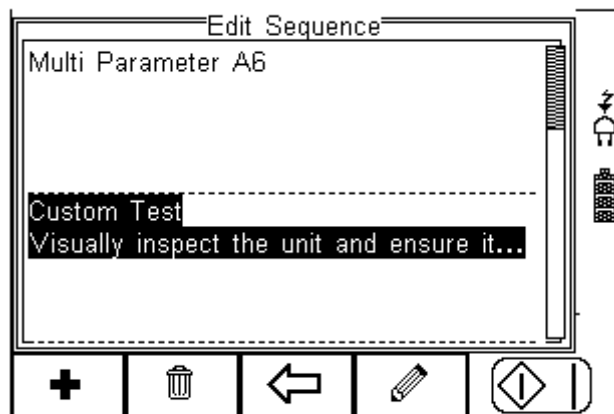 Edit Sequence
Multi Parameter A6
Custom Test
Visually inspect the unit and ensure it...